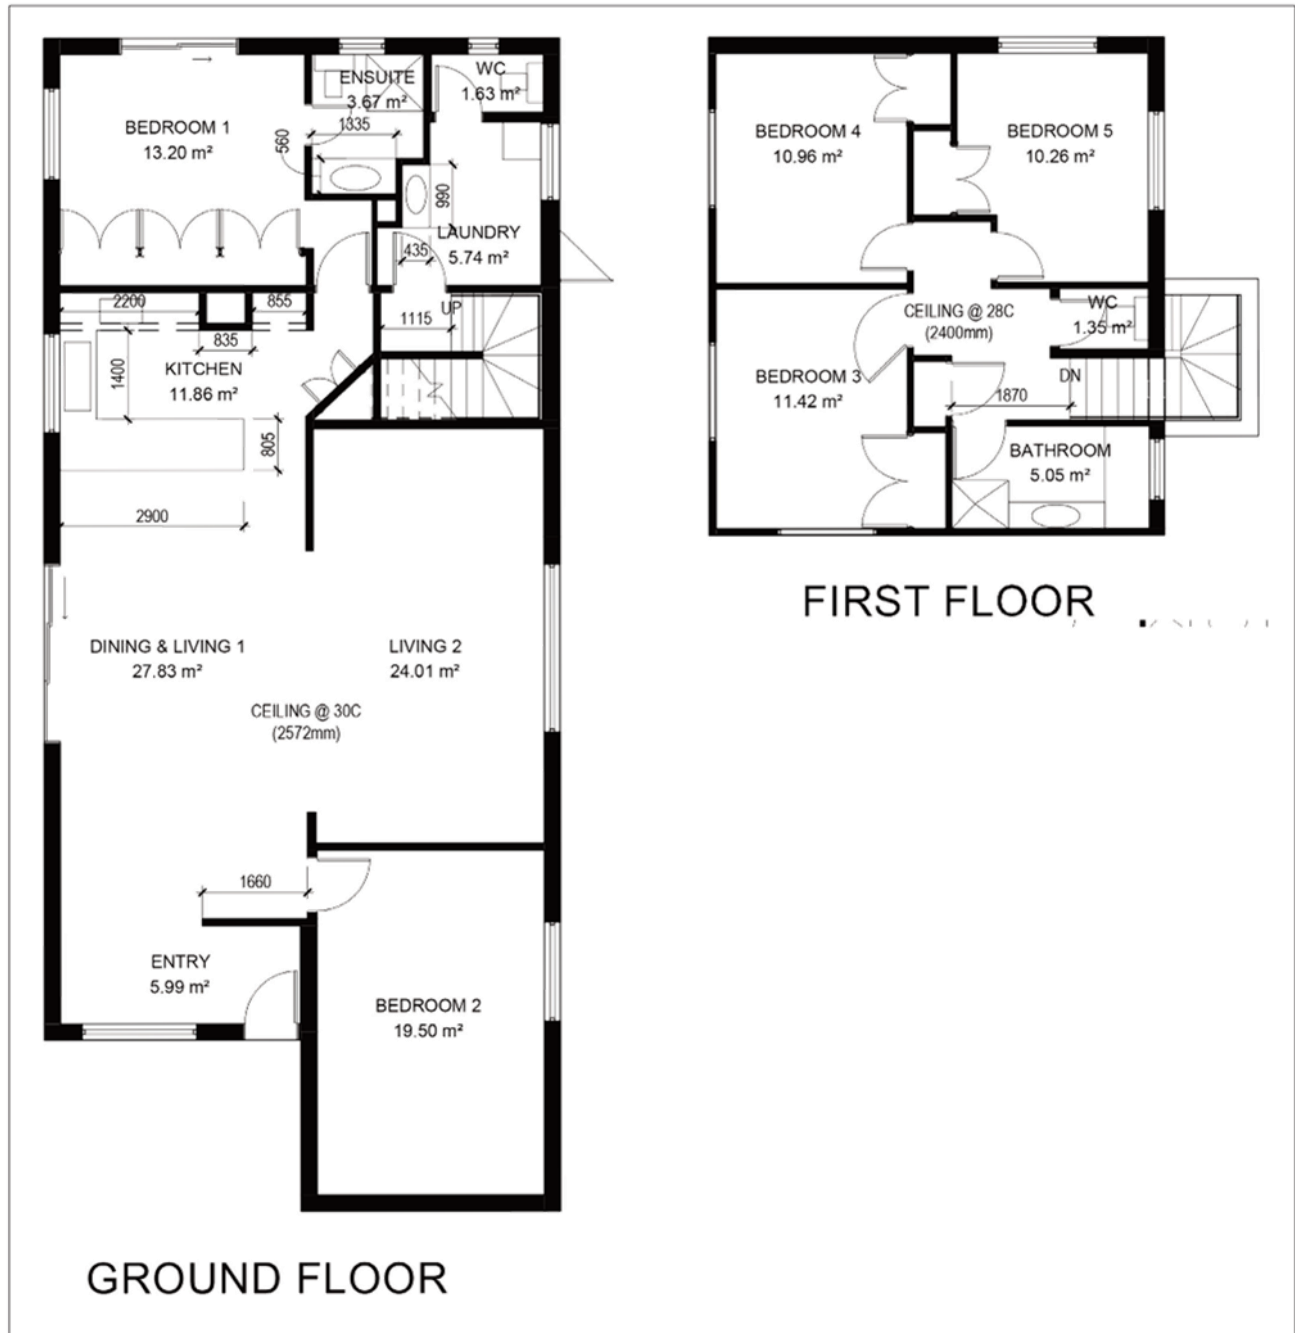 BEDROOM 1
13.20 m²
ENSUITE
3.67 m²
1335
560
WC
1.63 m²
990
LAUNDRY
5.74 m²
435
2200
855
835
UP
1115
KITCHEN
11.86 m²
1400
805
2900
DINING & LIVING 1
27.83 m²
LIVING 2
24.01 m²
CEILING @ 30C
(2572mm)
1660
ENTRY
5.99 m²
BEDROOM 2
19.50 m²
GROUND FLOOR
BEDROOM 4
10.96 m²
BEDROOM 5
10.26 m²
CEILING @ 28C
(2400mm)
WC
1.35 m²
BEDROOM 3
11.42 m²
DN
1870
BATHROOM
5.05 m²
FIRST FLOOR